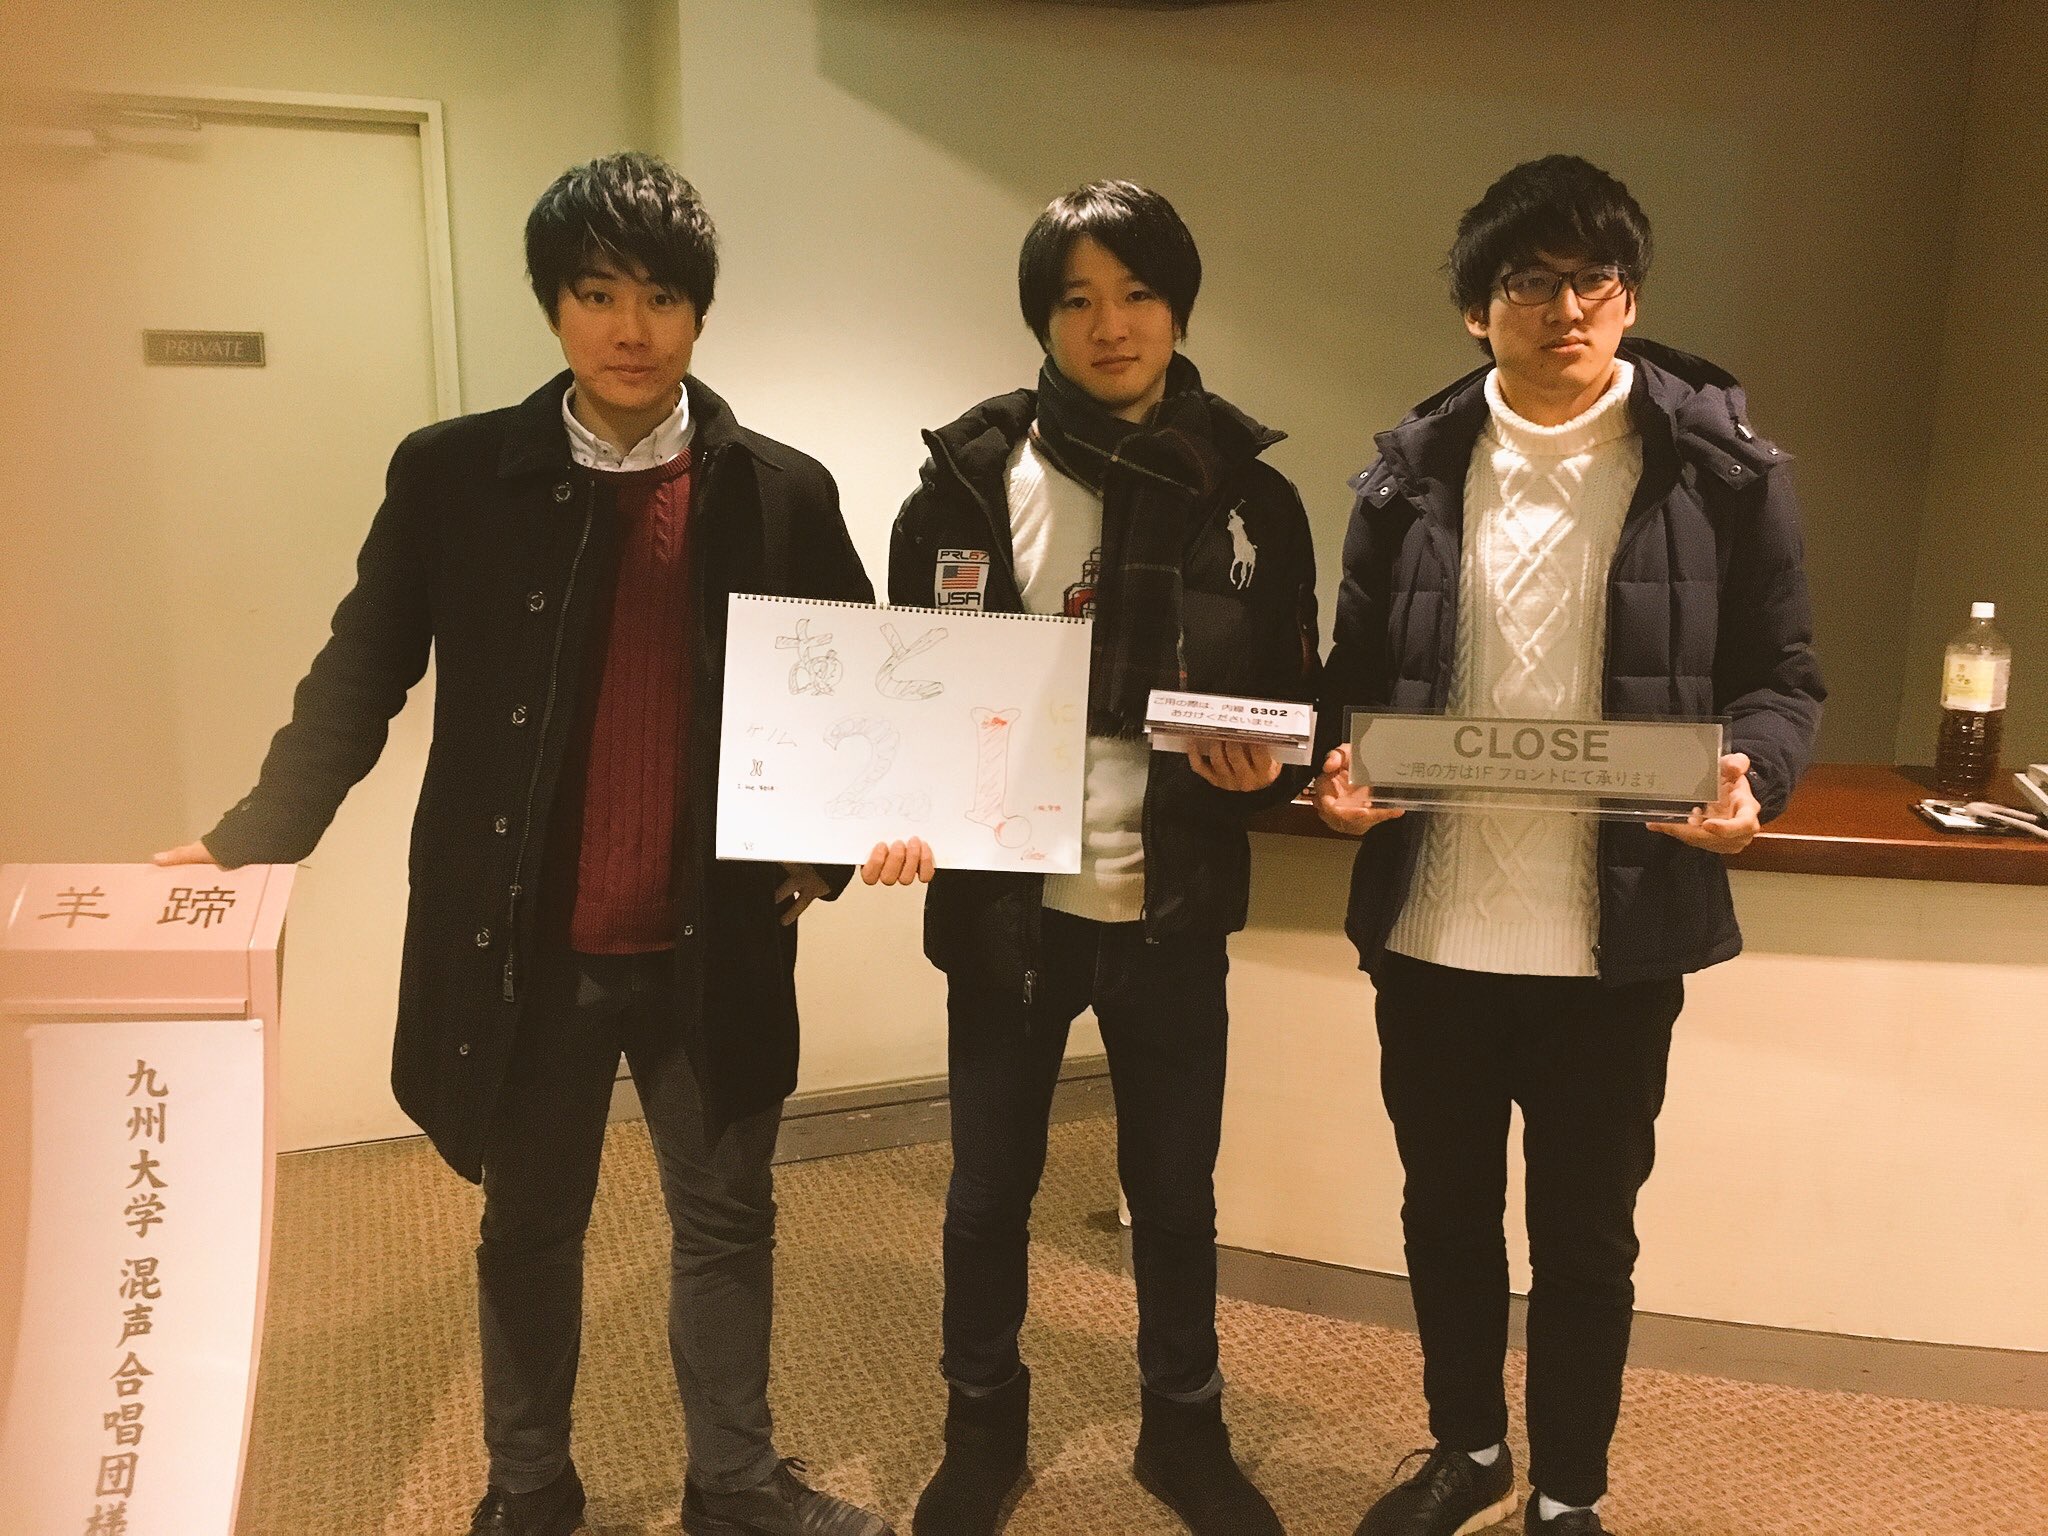 PRIVATE
羊 蹄
九州大学 混声合唱団様
PRL67
USA
あと
にち
ゲノム
21
ご用の際は、内線 6302 へ
おかけくださいませ。
CLOSE
ご用の方は1F フロントにて承ります